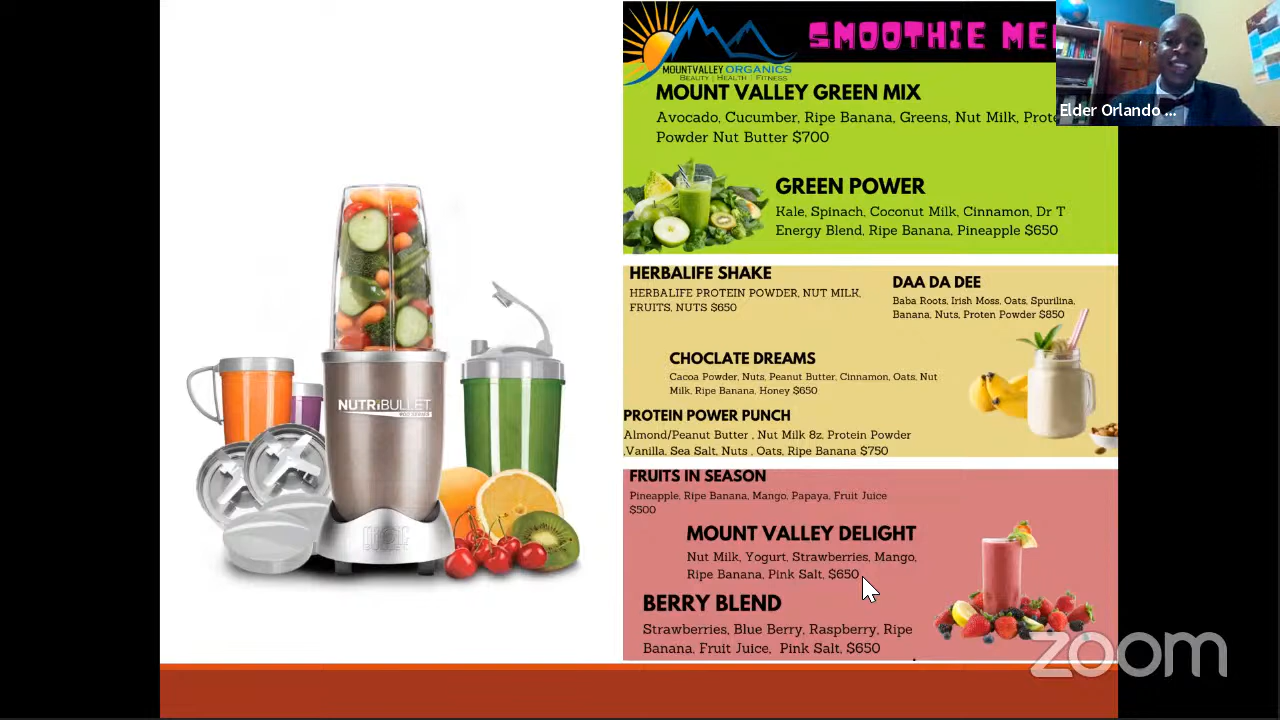 SMOOTHIE ME
MOUNTVALLEY ORGANICS
BEAUTY | HEALTH | FITNESS
Elder Orlando ...
MOUNT VALLEY GREEN MIX
Avocado, Cucumber, Ripe Banana, Greens, Nut Milk, Prote
Powder Nut Butter $700
GREEN POWER
Kale, Spinach, Coconut Milk, Cinnamon, Dr T
Energy Blend, Ripe Banana, Pineapple $650
HERBALIFE SHAKE
HERBALIFE PROTEIN POWDER, NUT MILK,
FRUITS, NUTS $650
DAA DA DEE
Baba Roots, Irish Moss, Oats, Spurilina,
Banana, Nuts, Proten Powder $850
CHOCLATE DREAMS
Cacoa Powder, Nuts, Peanut Butter, Cinnamon, Oats, Nut
Milk, Ripe Banana, Honey $650
PROTEIN POWER PUNCH
Almond/Peanut Butter , Nut Milk 8z, Protein Powder
,Vanilla, Sea Salt, Nuts , Oats, Ripe Banana $750
NUTRiBULLET
FRUITS IN SEASON
Pineapple, Ripe Banana, Mango, Papaya, Fruit Juice
$500
MOUNT VALLEY DELIGHT
Nut Milk, Yogurt, Strawberries, Mango,
Ripe Banana, Pink Salt, $650
BERRY BLEND
Strawberries, Blue Berry, Raspberry, Ripe
Banana, Fruit Juice, Pink Salt, $650
zoom